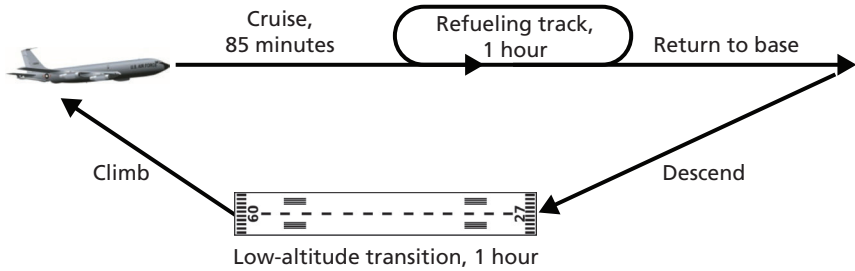 Cruise,
85 minutes
Refueling track,
1 hour
Return to base
Climb
Descend
09
27
Low-altitude transition, 1 hour